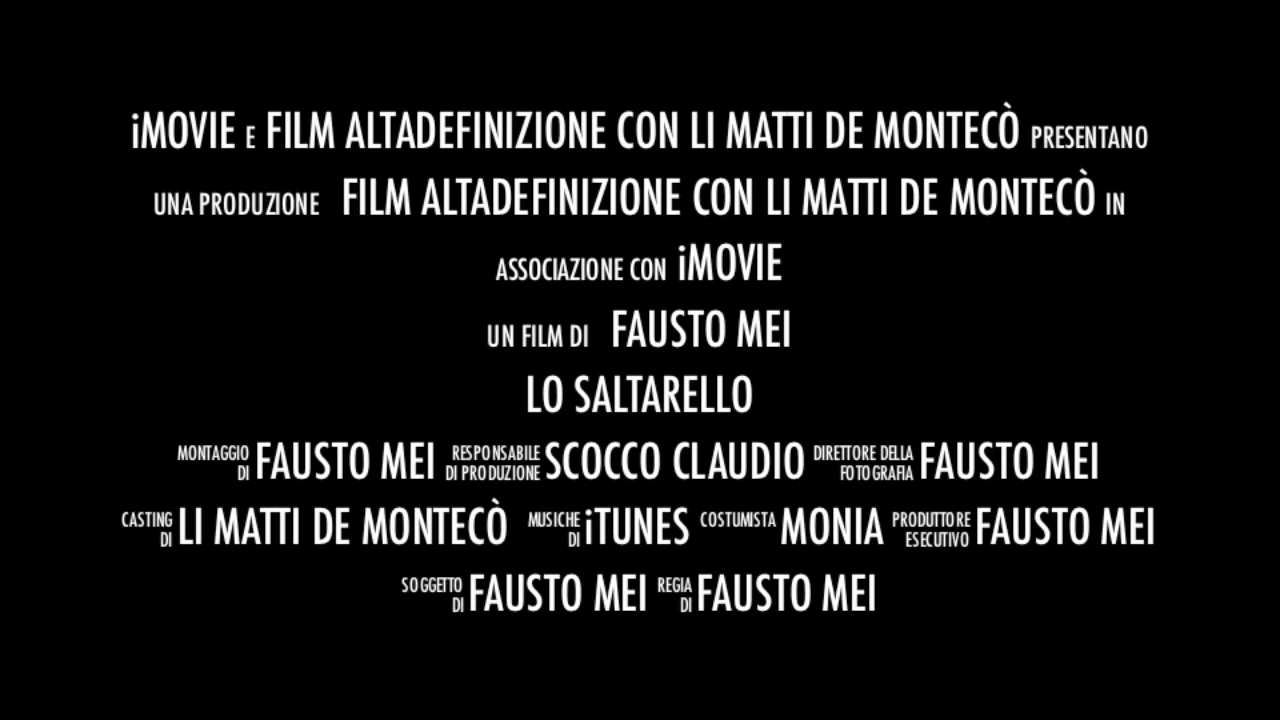 iMOVIE E FILM ALTADEFINIZIONE CON LI MATTI DE MONTECÒ PRESENTANO
UNA PRODUZIONE FILM ALTADEFINIZIONE CON LI MATTI DE MONTECÒ IN
ASSOCIAZIONE CON iMOVIE
UN FILM DI FAUSTO MEI
LO SALTARELLO
MONTAGGIO DI FAUSTO MEI RESPONSABILE DI PRODUZIONE SCOCCO CLAUDIO DIRETTORE DELLA FOTOGRAFIA FAUSTO MEI
CASTING DI LI MATTI DE MONTECÒ MUSICHE DI iTUNES COSTUMISTA MONIA PRODUTTORE ESECUTIVO FAUSTO MEI
SOGGETTO DI FAUSTO MEI REGIA DI FAUSTO MEI